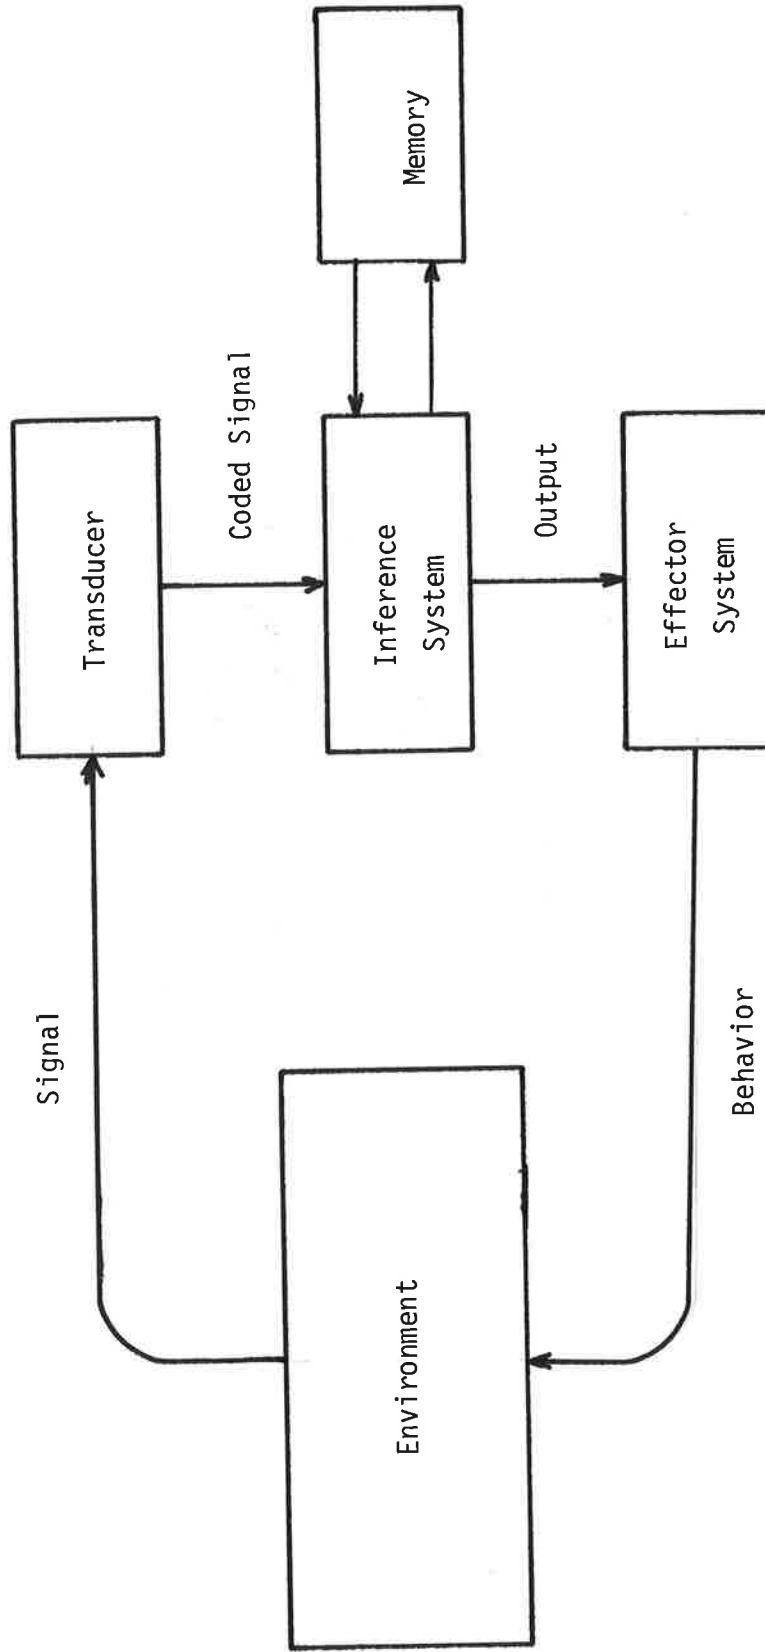 Signal
Transducer
Coded Signal
Environment
Inference
System
Memory
Output
Effector
System
Behavior